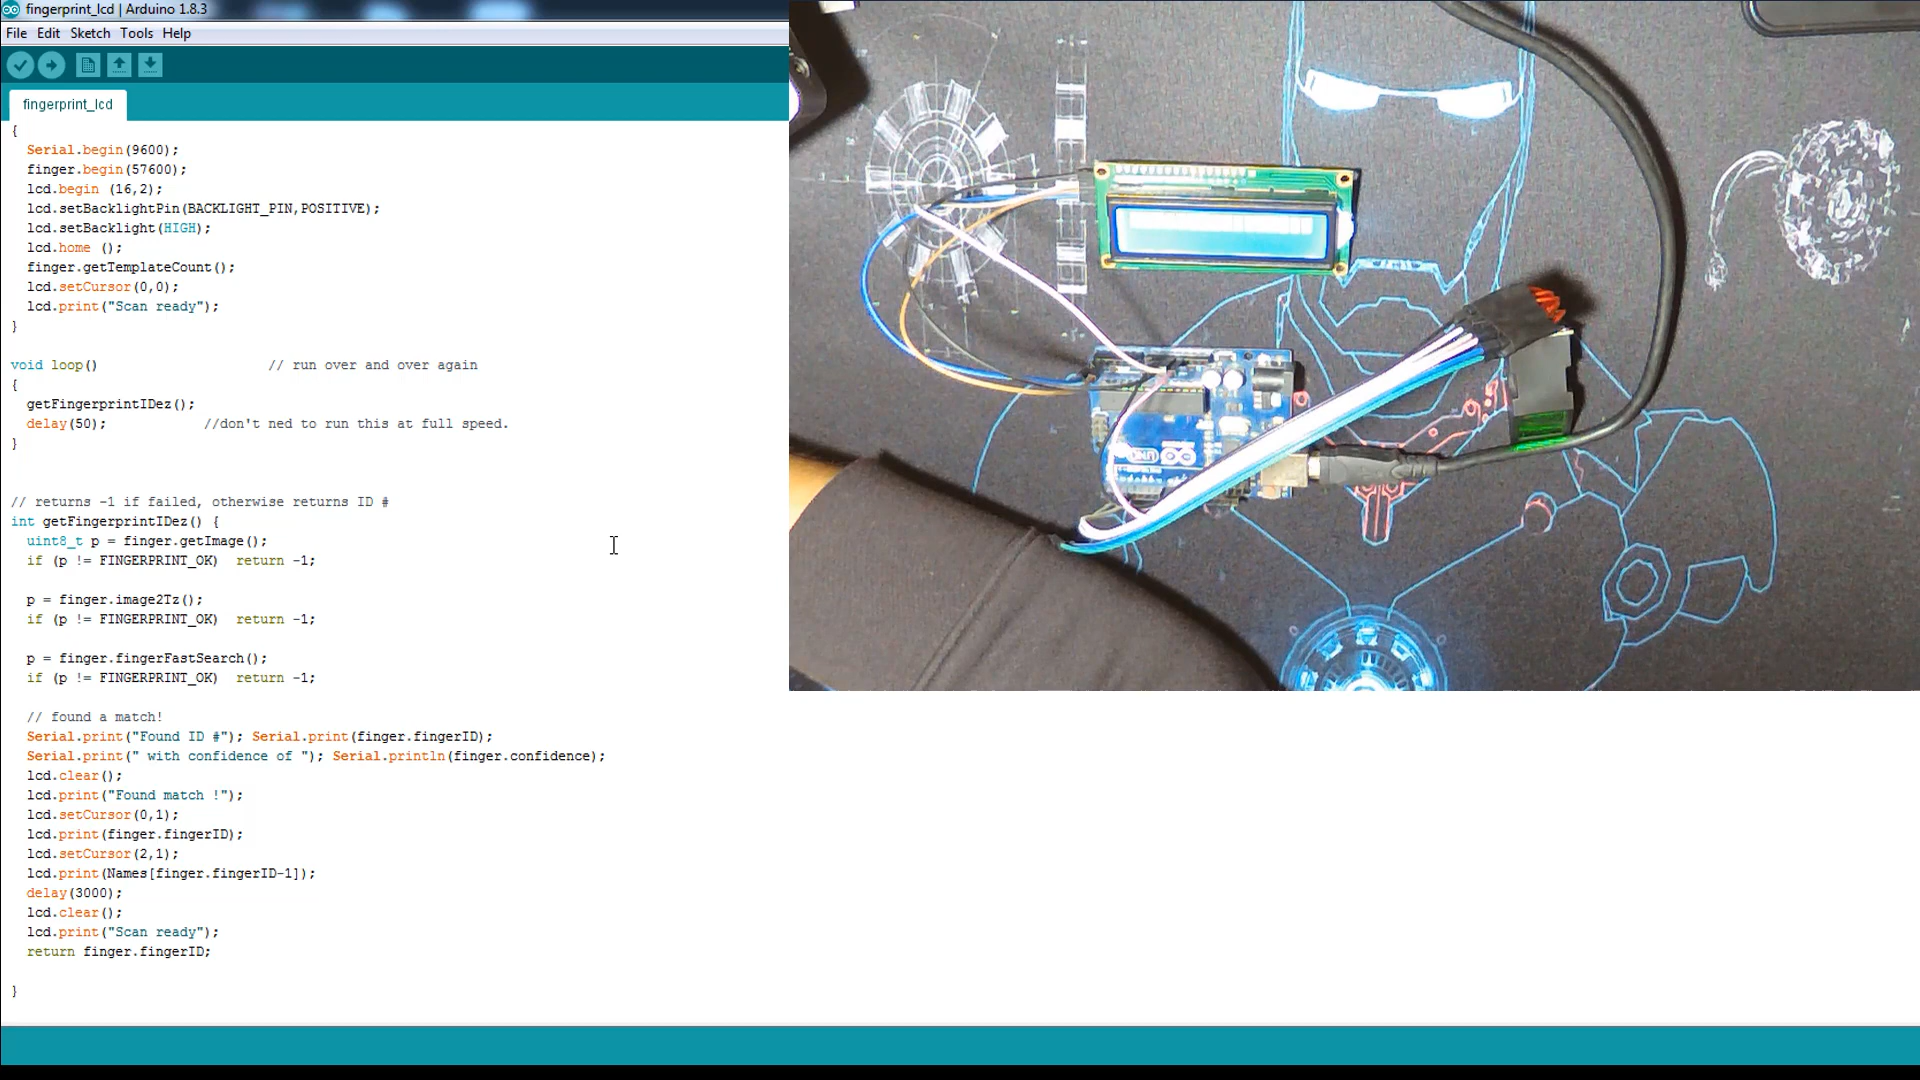 fingerprint_lcd | Arduino 1.8.3
File Edit Sketch Tools Help
fingerprint_lcd
{
Serial.begin(9600);
finger.begin(57600);
lcd.begin (16,2);
lcd.setBacklightPin(BACKLIGHT_PIN,POSITIVE);
lcd.setBacklight(HIGH);
lcd.home ();
finger.getTemplateCount();
lcd.setCursor(0,0);
lcd.print("Scan ready");
}
void loop() // run over and over again
{
getFingerprintIDez();
delay(50); //don't ned to run this at full speed.
}
// returns -1 if failed, otherwise returns ID #
int getFingerprintIDez() {
uint8_t p = finger.getImage();
if (p != FINGERPRINT_OK) return -1;
p = finger.image2Tz();
if (p != FINGERPRINT_OK) return -1;
p = finger.fingerFastSearch();
if (p != FINGERPRINT_OK) return -1;
// found a match!
Serial.print("Found ID #"); Serial.print(finger.fingerID);
Serial.print(" with confidence of "); Serial.println(finger.confidence);
lcd.clear();
lcd.print("Found match !");
lcd.setCursor(0,1);
lcd.print(finger.fingerID);
lcd.setCursor(2,1);
lcd.print(Names[finger.fingerID-1]);
delay(3000);
lcd.clear();
lcd.print("Scan ready");
return finger.fingerID;
}
UNO